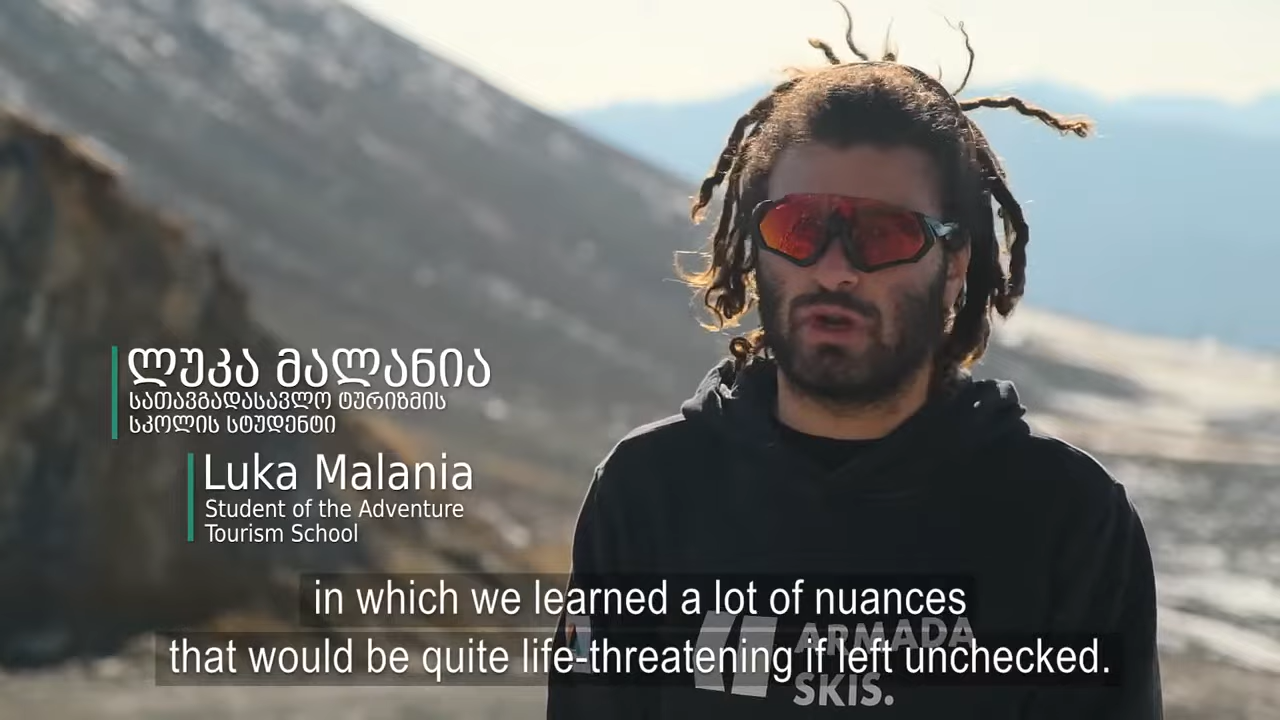 ლუკა მალანია
სათავგადასავლო ტურიზმის
სკოლის სტუდენტი
Luka Malania
Student of the Adventure
Tourism School
in which we learned a lot of nuances
that would be quite life-threatening if left unchecked.
ARMADA
SKIS.